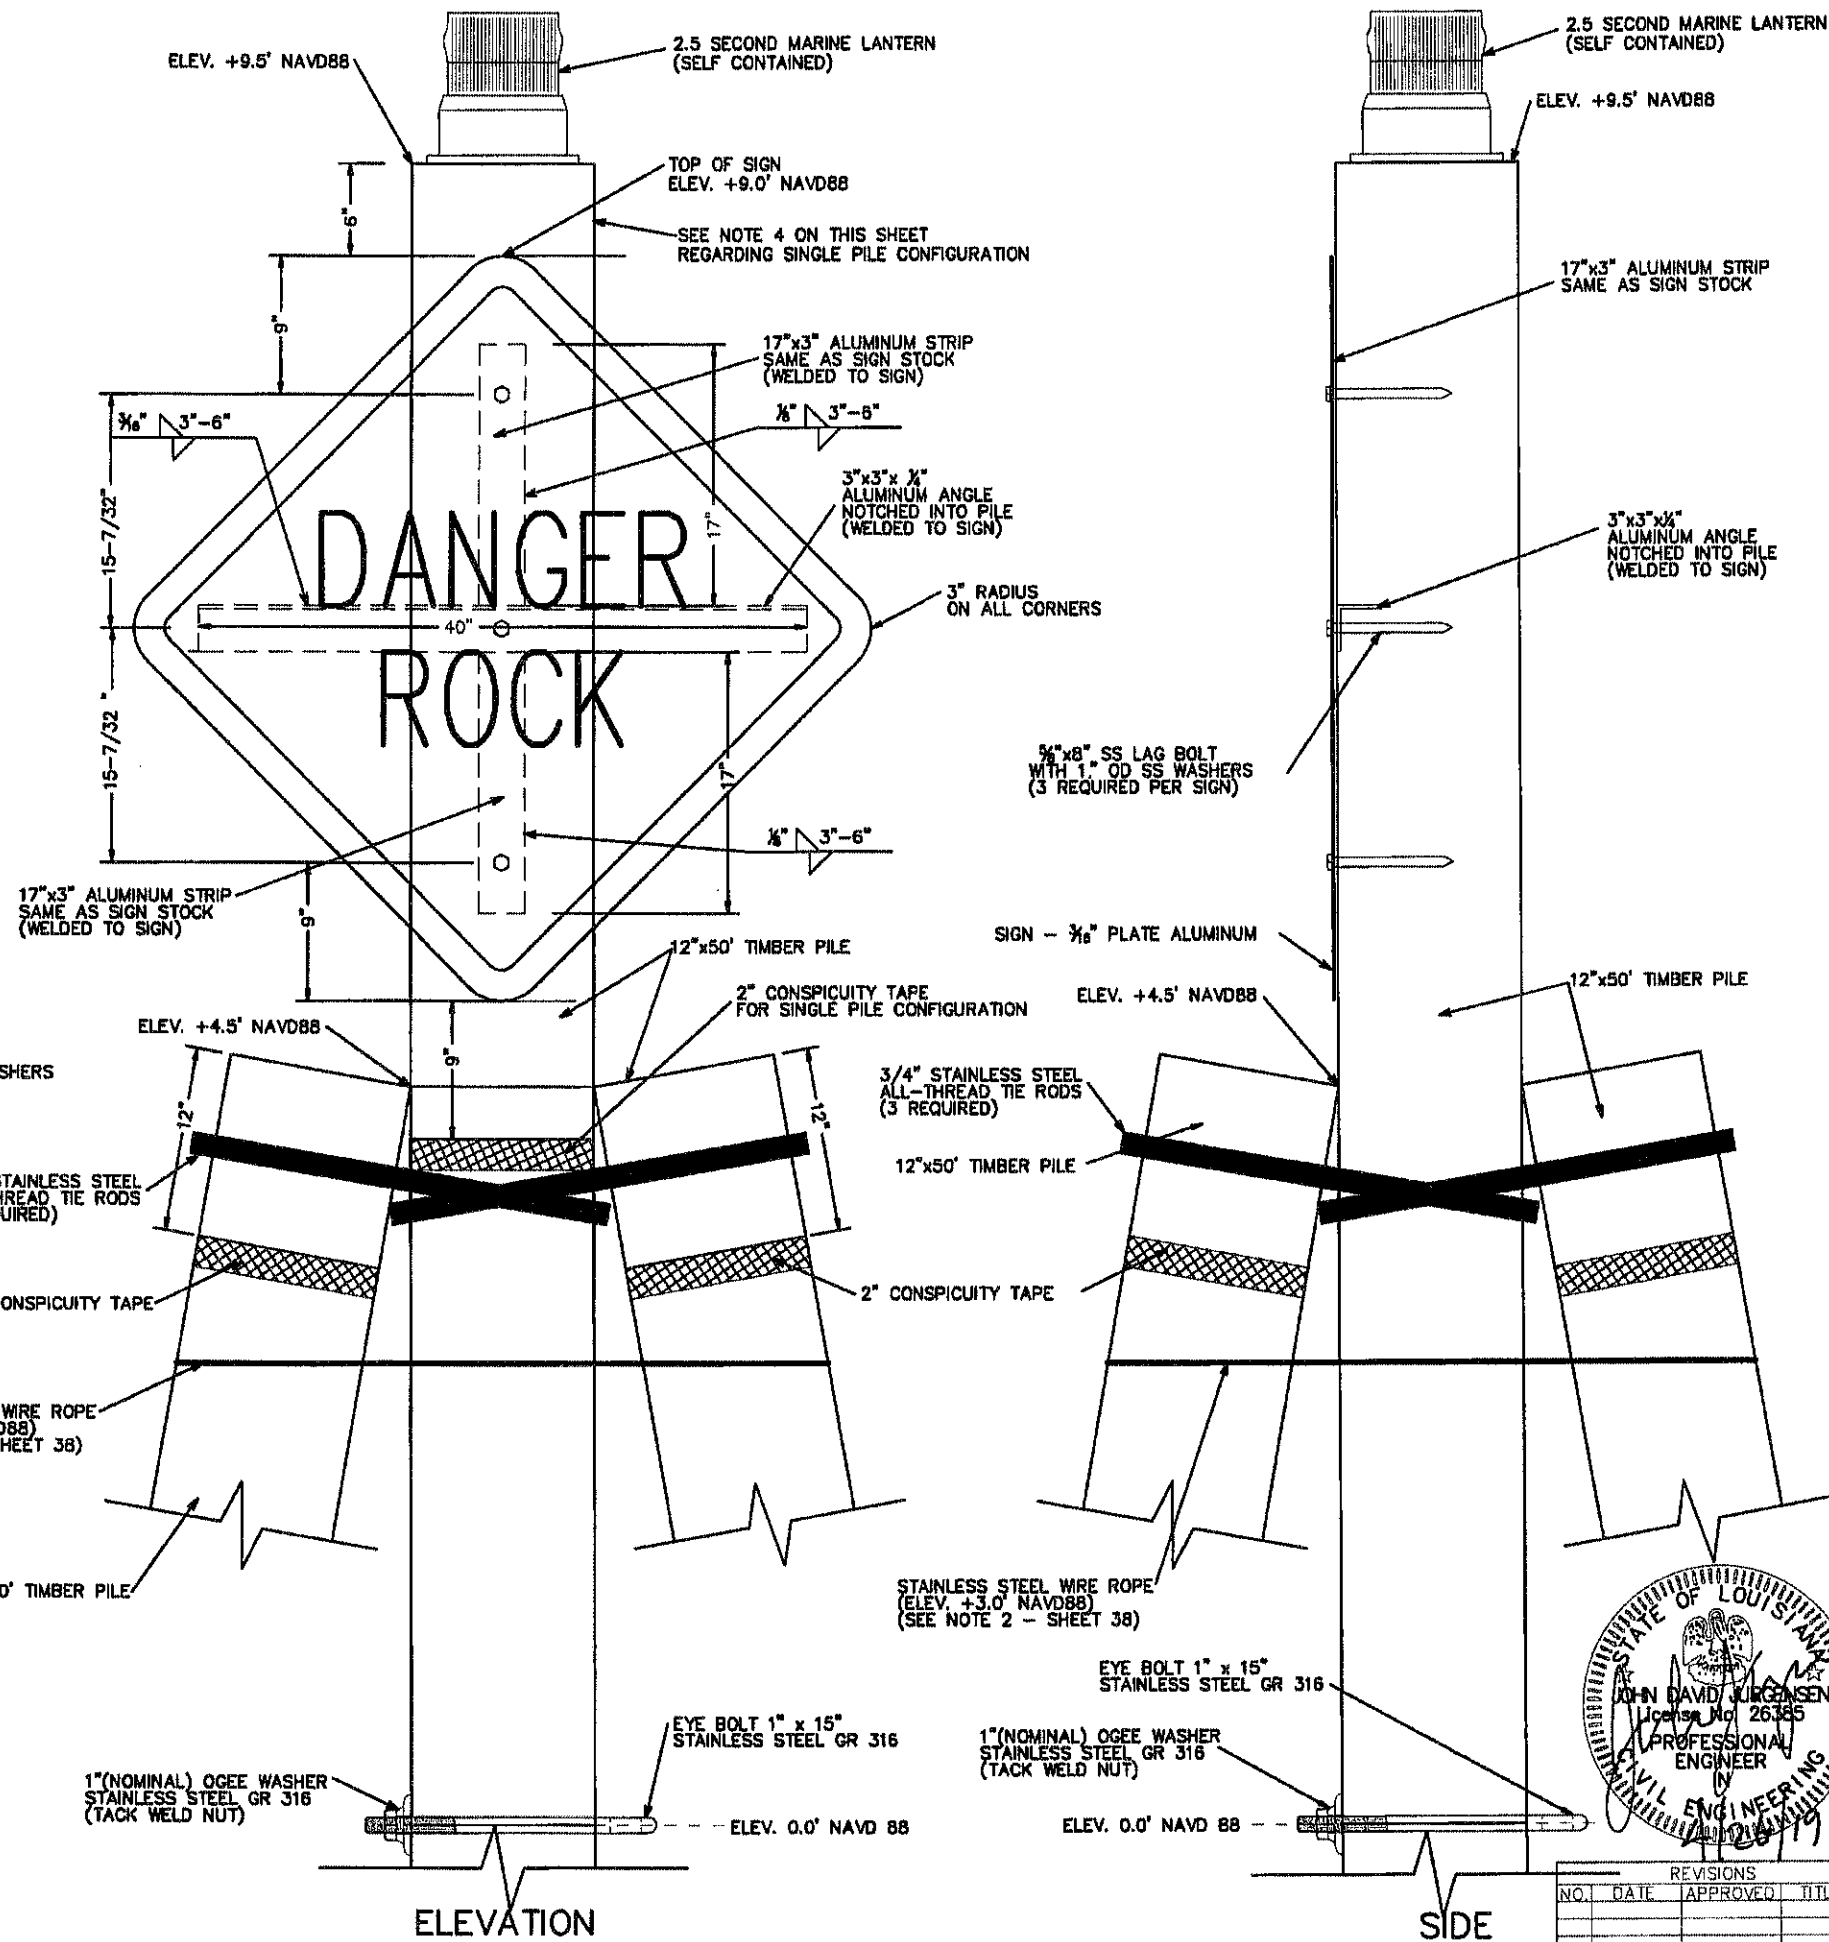 2.5 SECOND MARINE LANTERN
(SELF CONTAINED)
ELEV. +9.5' NAVD88
TOP OF SIGN
ELEV. +9.0' NAVD88
6"
SEE NOTE 4 ON THIS SHEET
REGARDING SINGLE PILE CONFIGURATION
9"
17"x3" ALUMINUM STRIP
SAME AS SIGN STOCK
(WELDED TO SIGN)
3/16" 3"-6"
3"-6"
15-7/32"
3"x3"x 1/4"
ALUMINUM ANGLE
NOTCHED INTO PILE
(WELDED TO SIGN)
17"
DANGER
40"
ROCK
3" RADIUS
ON ALL CORNERS
15-7/32 "
17"
3"-6"
17"x3" ALUMINUM STRIP
SAME AS SIGN STOCK
(WELDED TO SIGN)
9"
12"x50' TIMBER PILE
2" CONSPICUITY TAPE
FOR SINGLE PILE CONFIGURATION
ELEV. +4.5' NAVD88
9"
SHERS
12"
12"
STAINLESS STEEL
HREAD TIE RODS
UIRED)
ONSPICUITY TAPE
2" CONSPICUITY TAPE
WIRE ROPE
D88)
HEET 38)
0' TIMBER PILE
EYE BOLT 1" x 15"
STAINLESS STEEL GR 316
1"(NOMINAL) OGEE WASHER
STAINLESS STEEL GR 316
(TACK WELD NUT)
ELEV. 0.0' NAVD 88
ELEVATION
2.5 SECOND MARINE LANTERN
(SELF CONTAINED)
ELEV. +9.5' NAVD88
17"x3" ALUMINUM STRIP
SAME AS SIGN STOCK
3"x3"x1/4"
ALUMINUM ANGLE
NOTCHED INTO PILE
(WELDED TO SIGN)
5/8"x8" SS LAG BOLT
WITH 1." OD SS WASHERS
(3 REQUIRED PER SIGN)
SIGN - 3/16" PLATE ALUMINUM
ELEV. +4.5' NAVD88
12"x50' TIMBER PILE
3/4" STAINLESS STEEL
ALL-THREAD TIE RODS
(3 REQUIRED)
12"x50' TIMBER PILE
STAINLESS STEEL WIRE ROPE
(ELEV. +3.0' NAVD88)
(SEE NOTE 2 - SHEET 38)
EYE BOLT 1" x 15"
STAINLESS STEEL GR 316
1"(NOMINAL) OGEE WASHER
STAINLESS STEEL GR 316
(TACK WELD NUT)
ELEV. 0.0' NAVD 88
SIDE
STATE OF LOUISIANA
JOHN DAVID JURGENSEN
License No. 26385
PROFESSIONAL
ENGINEER
IN
CIVIL ENGINEERING
REVISIONS
NO. DATE APPROVED